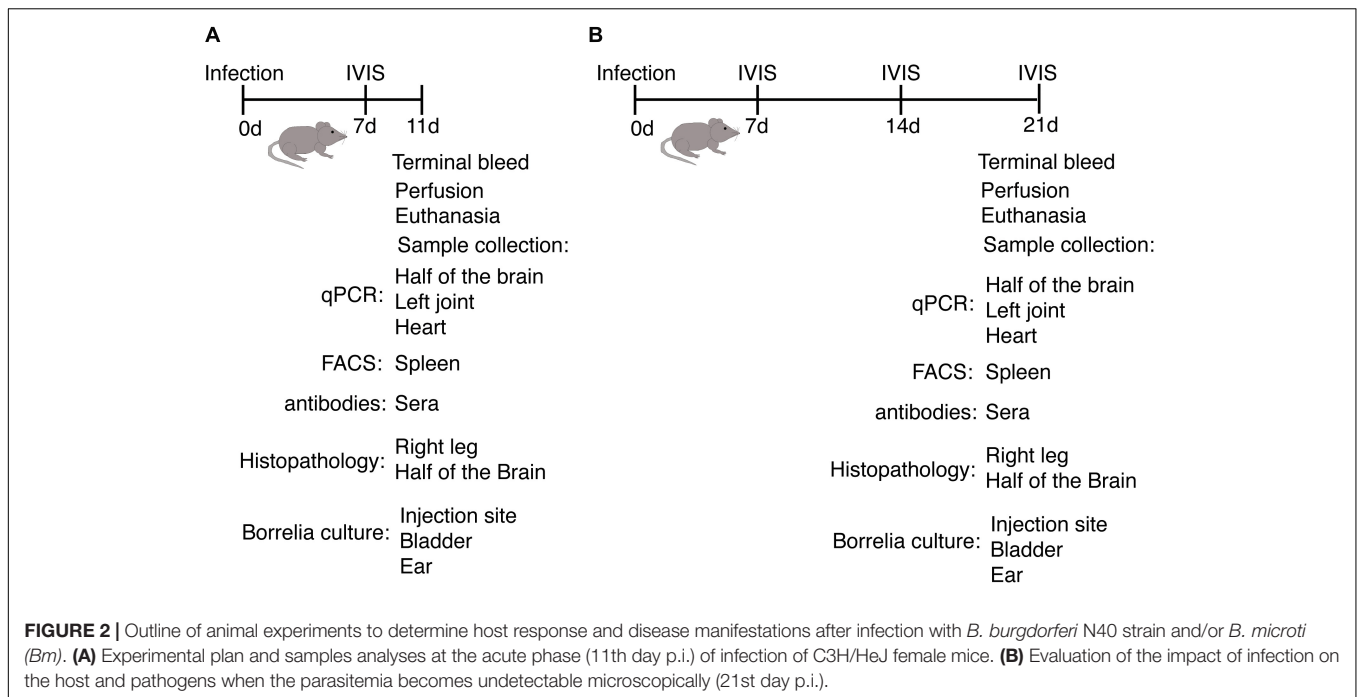 A
Infection IVIS
0d 7d 11d
Terminal bleed
Perfusion
Euthanasia
Sample collection:
qPCR: Half of the brain
Left joint
Heart
FACS: Spleen
antibodies: Sera
Histopathology: Right leg
Half of the Brain
Borrelia culture: Injection site
Bladder
Ear
B
Infection IVIS IVIS IVIS
0d 7d 14d 21d
Terminal bleed
Perfusion
Euthanasia
Sample collection:
qPCR: Half of the brain
Left joint
Heart
FACS: Spleen
antibodies: Sera
Histopathology: Right leg
Half of the Brain
Borrelia culture: Injection site
Bladder
Ear
FIGURE 2 | Outline of animal experiments to determine host response and disease manifestations after infection with B. burgdorferi N40 strain and/or B. microti
(Bm). (A) Experimental plan and samples analyses at the acute phase (11th day p.i.) of infection of C3H/HeJ female mice. (B) Evaluation of the impact of infection on
the host and pathogens when the parasitemia becomes undetectable microscopically (21st day p.i.).